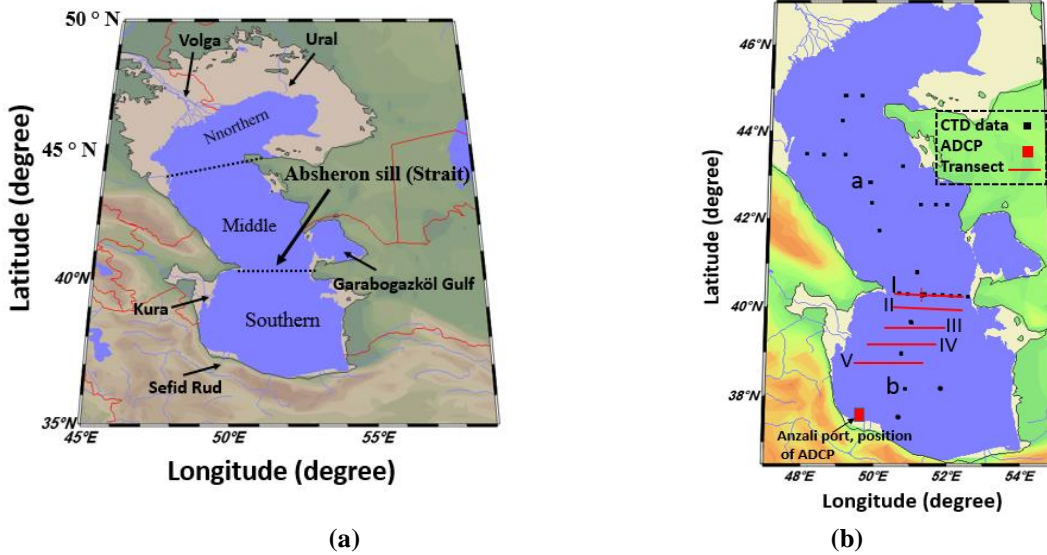 50° N
45° N
40°N
35°N
45°E
50°E
55°E
Latitude (degree)
Longitude (degree)
Volga
Ural
Nnorthern
Absheron sill (Strait)
Middle
Garabogazköl Gulf
Kura
Southern
Sefid Rud
(a)
46°N
44°N
42°N
40°N
38°N
48°E
50°E
52°E
54°E
Latitude (degree)
Longitude (degree)
CTD data
ADCP
Transect
a
I
II
III
IV
V
b
Anzali port, position
of ADCP
(b)